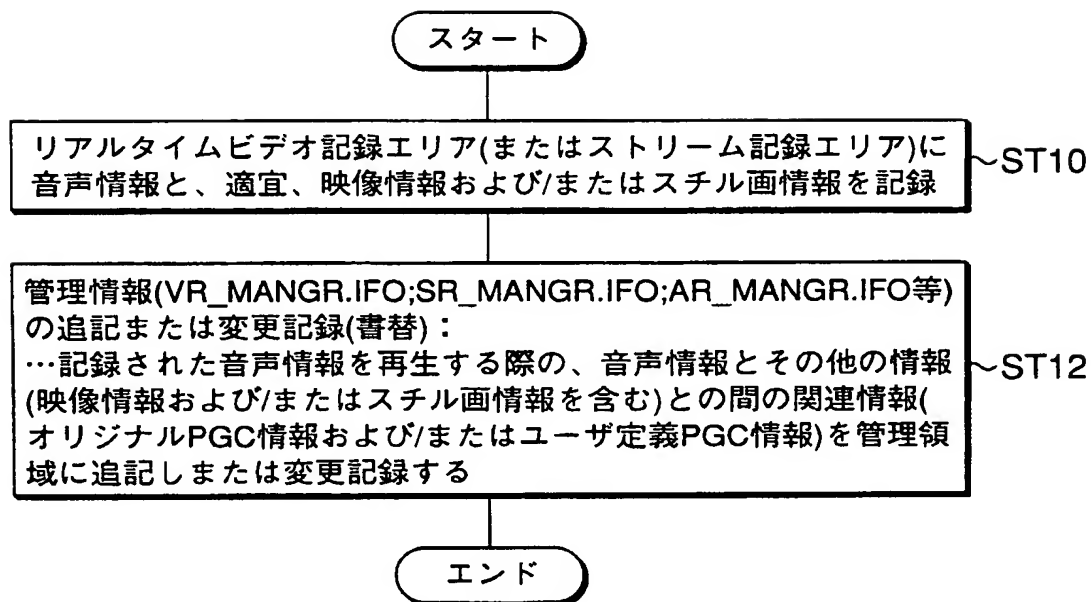 スタート
リアルタイムビデオ記録エリア(またはストリーム記録エリア)に
音声情報と、適宜、映像情報および/またはスチル画情報を記録
~ST10
管理情報(VR_MANGR.IFO;SR_MANGR.IFO;AR_MANGR.IFO等)
の追記または変更記録(書替)：
…記録された音声情報を再生する際の、音声情報とその他の情報
(映像情報および/またはスチル画情報を含む)との間の関連情報(
オリジナルPGC情報および/またはユーザ定義PGC情報)を管理領
域に追記しまたは変更記録する
~ST12
エンド